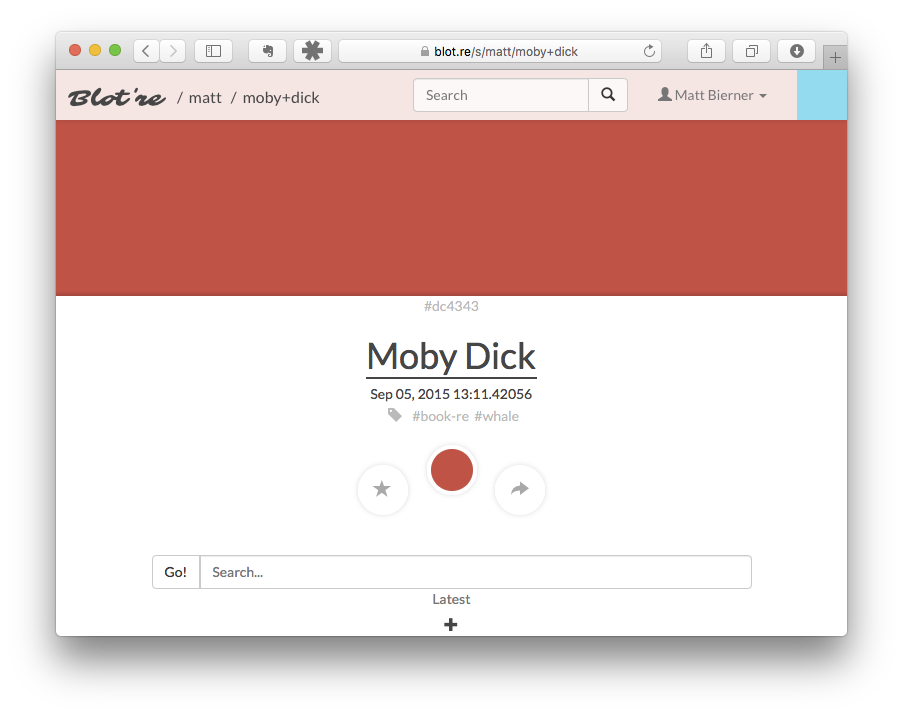 blot.re/s/matt/moby+dick
Blot're / matt / moby+dick
Search
Matt Bierner
#dc4343
Moby Dick
Sep 05, 2015 13:11.42056
#book-re #whale
Go! Search...
Latest